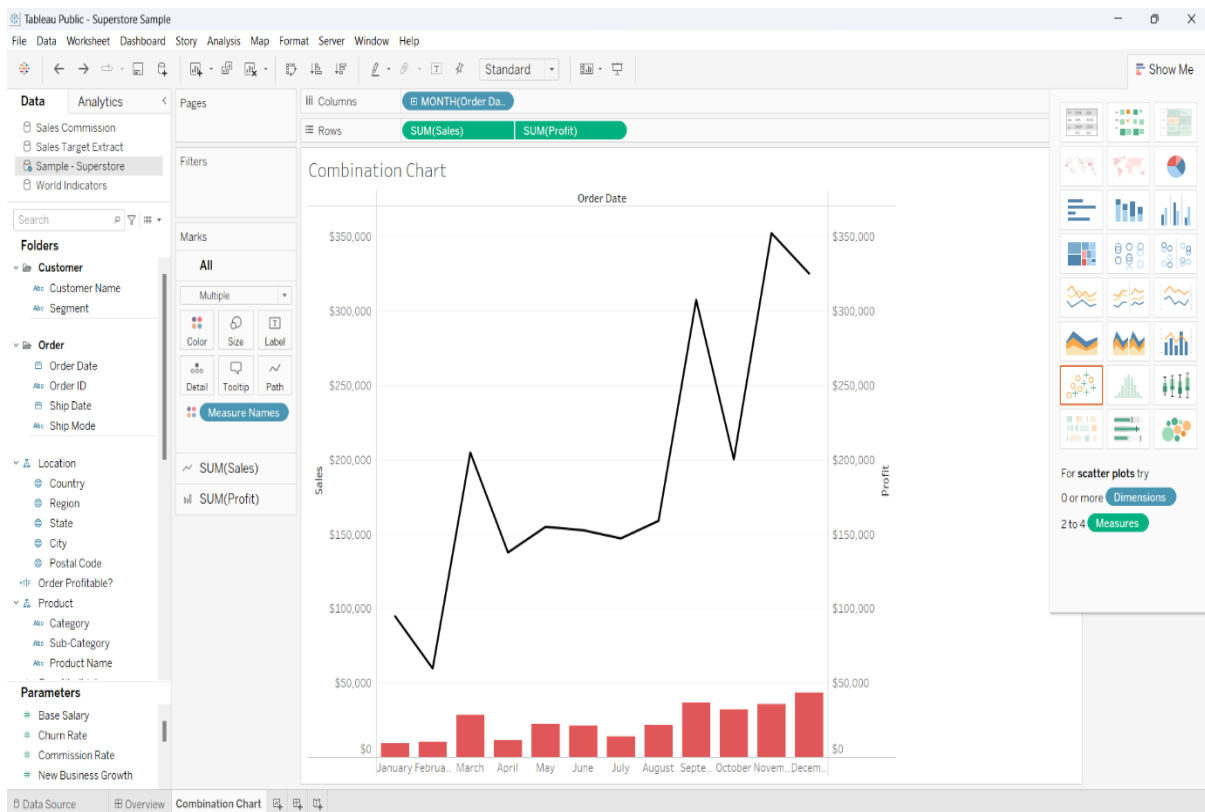 Tableau Public - Superstore Sample
File Data Worksheet Dashboard Story Analysis Map Format Server Window Help
Standard
Show Me
Data Analytics
Sales Commission
Sales Target Extract
Sample - Superstore
World Indicators
Search
Folders
Customer
Abc Customer Name
Abc Segment
Order
Order Date
Abc Order ID
Ship Date
Abc Ship Mode
Location
Country
Region
State
City
Postal Code
Order Profitable?
Product
Abc Category
Abc Sub-Category
Abc Product Name
Parameters
# Base Salary
# Churn Rate
# Commission Rate
# New Business Growth
Pages
Filters
Marks
All
Multiple
Color Size Label
Detail Tooltip Path
Measure Names
SUM(Sales)
SUM(Profit)
Columns MONTH(Order Da..
Rows SUM(Sales) SUM(Profit)
Combination Chart
Order Date
$350,000 $350,000
$300,000 $300,000
$250,000 $250,000
$200,000 $200,000
Sales Profit
$150,000 $150,000
$100,000 $100,000
$50,000 $50,000
$0 $0
January Februa.. March April May June July August Septe.. October Novem.. Decem..
For scatter plots try
0 or more Dimensions
2 to 4 Measures
Data Source Overview Combination Chart